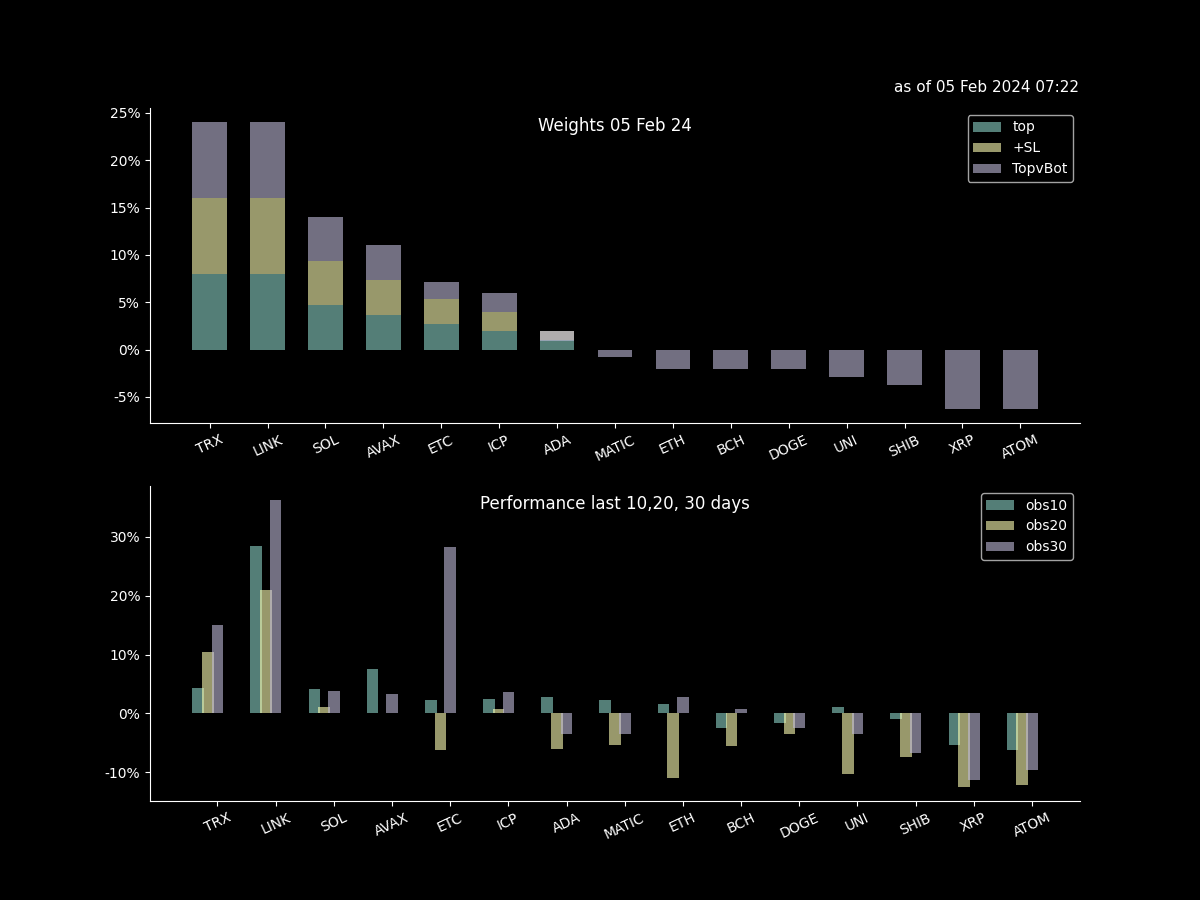 as of 05 Feb 2024 07:22
Weights 05 Feb 24
top
+SL
TopvBot
25%
20%
15%
10%
5%
0%
-5%
TRX LINK SOL AVAX ETC ICP ADA MATIC ETH BCH DOGE UNI SHIB XRP ATOM
Performance last 10,20, 30 days
obs10
obs20
obs30
30%
20%
10%
0%
-10%
TRX LINK SOL AVAX ETC ICP ADA MATIC ETH BCH DOGE UNI SHIB XRP ATOM